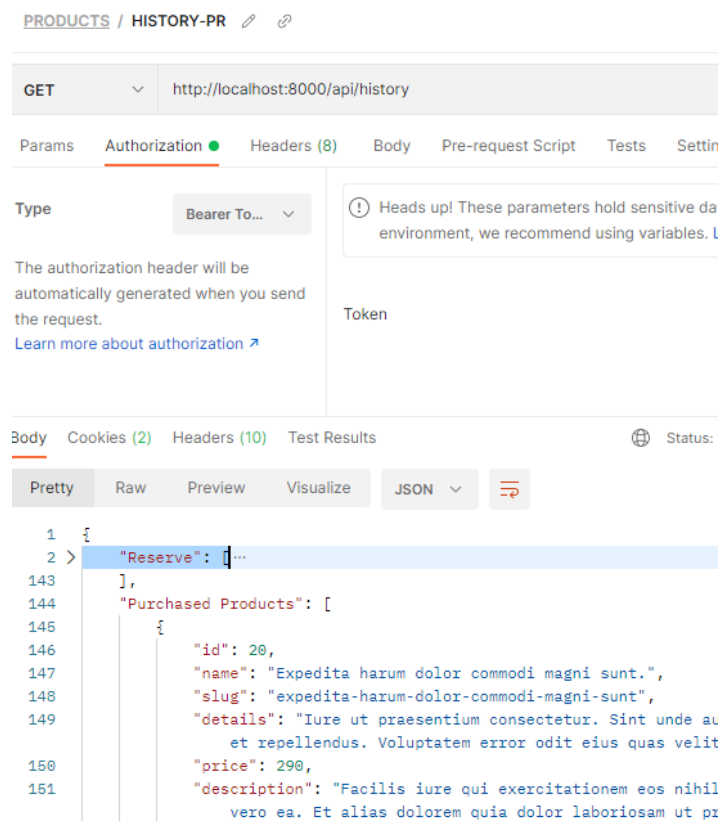 PRODUCTS / HISTORY-PR
GET http://localhost:8000/api/history
Params Authorization Headers (8) Body Pre-request Script Tests
Type
Bearer To...
Heads up! These parameters hold sensitive
environment, we recommend using variables.
The authorization header will be
automatically generated when you send
the request.
Learn more about authorization ↗
Token
Body Cookies (2) Headers (10) Test Results Status:
Pretty Raw Preview Visualize JSON
1 {
2 "Reserve": [...
143 ],
144 "Purchased Products": [
145 {
146 "id": 20,
147 "name": "Expedita harum dolor commodi magni sunt.",
148 "slug": "expedita-harum-dolor-commodi-magni-sunt",
149 "details": "Iure ut praesentium consectetur. Sint unde
et repellendus. Voluptatem error odit eius quas
150 "price": 290,
151 "description": "Facilis iure qui exercitationem eos
vero ea. Et alias dolorem quia dolor laboriosam ut